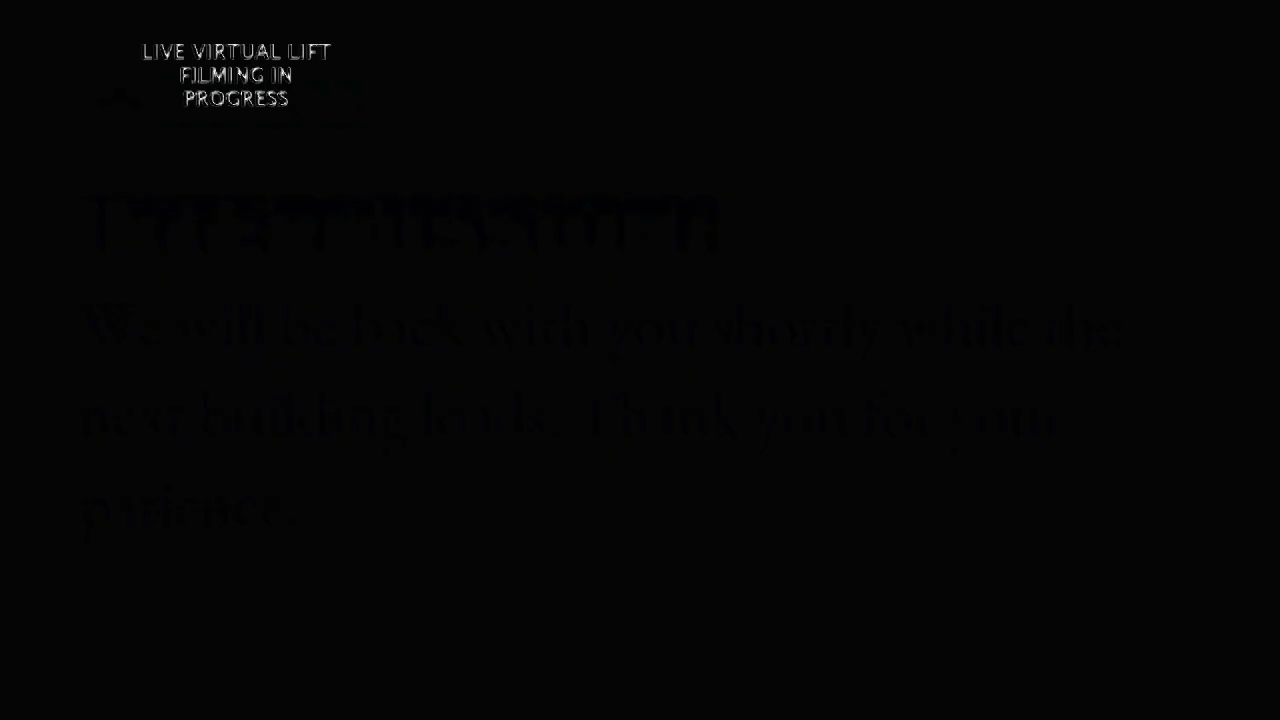 LIVE VIRTUAL LIFT
FILMING IN
PROGRESS
We will be back with you shortly while the
next building loads. Thank you for your
patience.